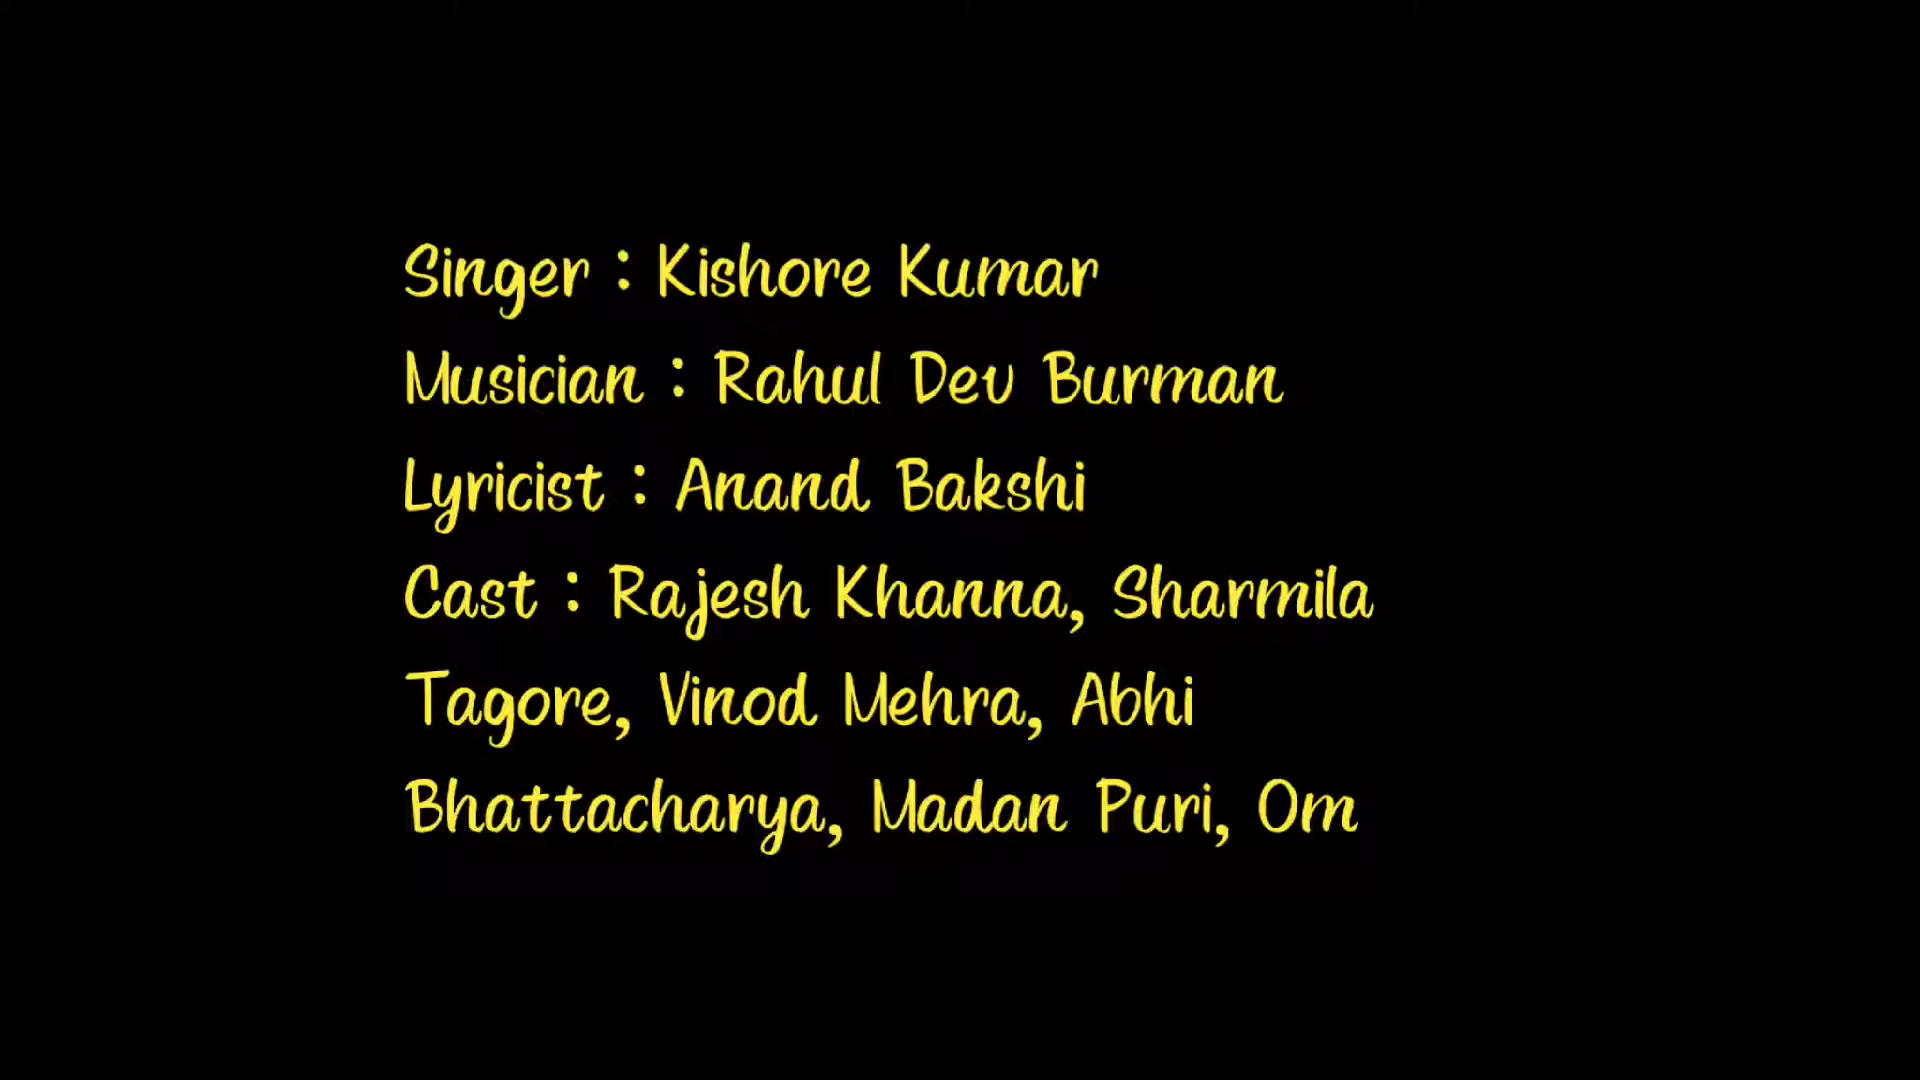 Singer : Kishore Kumar
Musician : Rahul Dev Burman
Lyricist : Anand Bakshi
Cast : Rajesh Khanna, Sharmila
Tagore, Vinod Mehra, Abhi
Bhattacharya, Madan Puri, Om